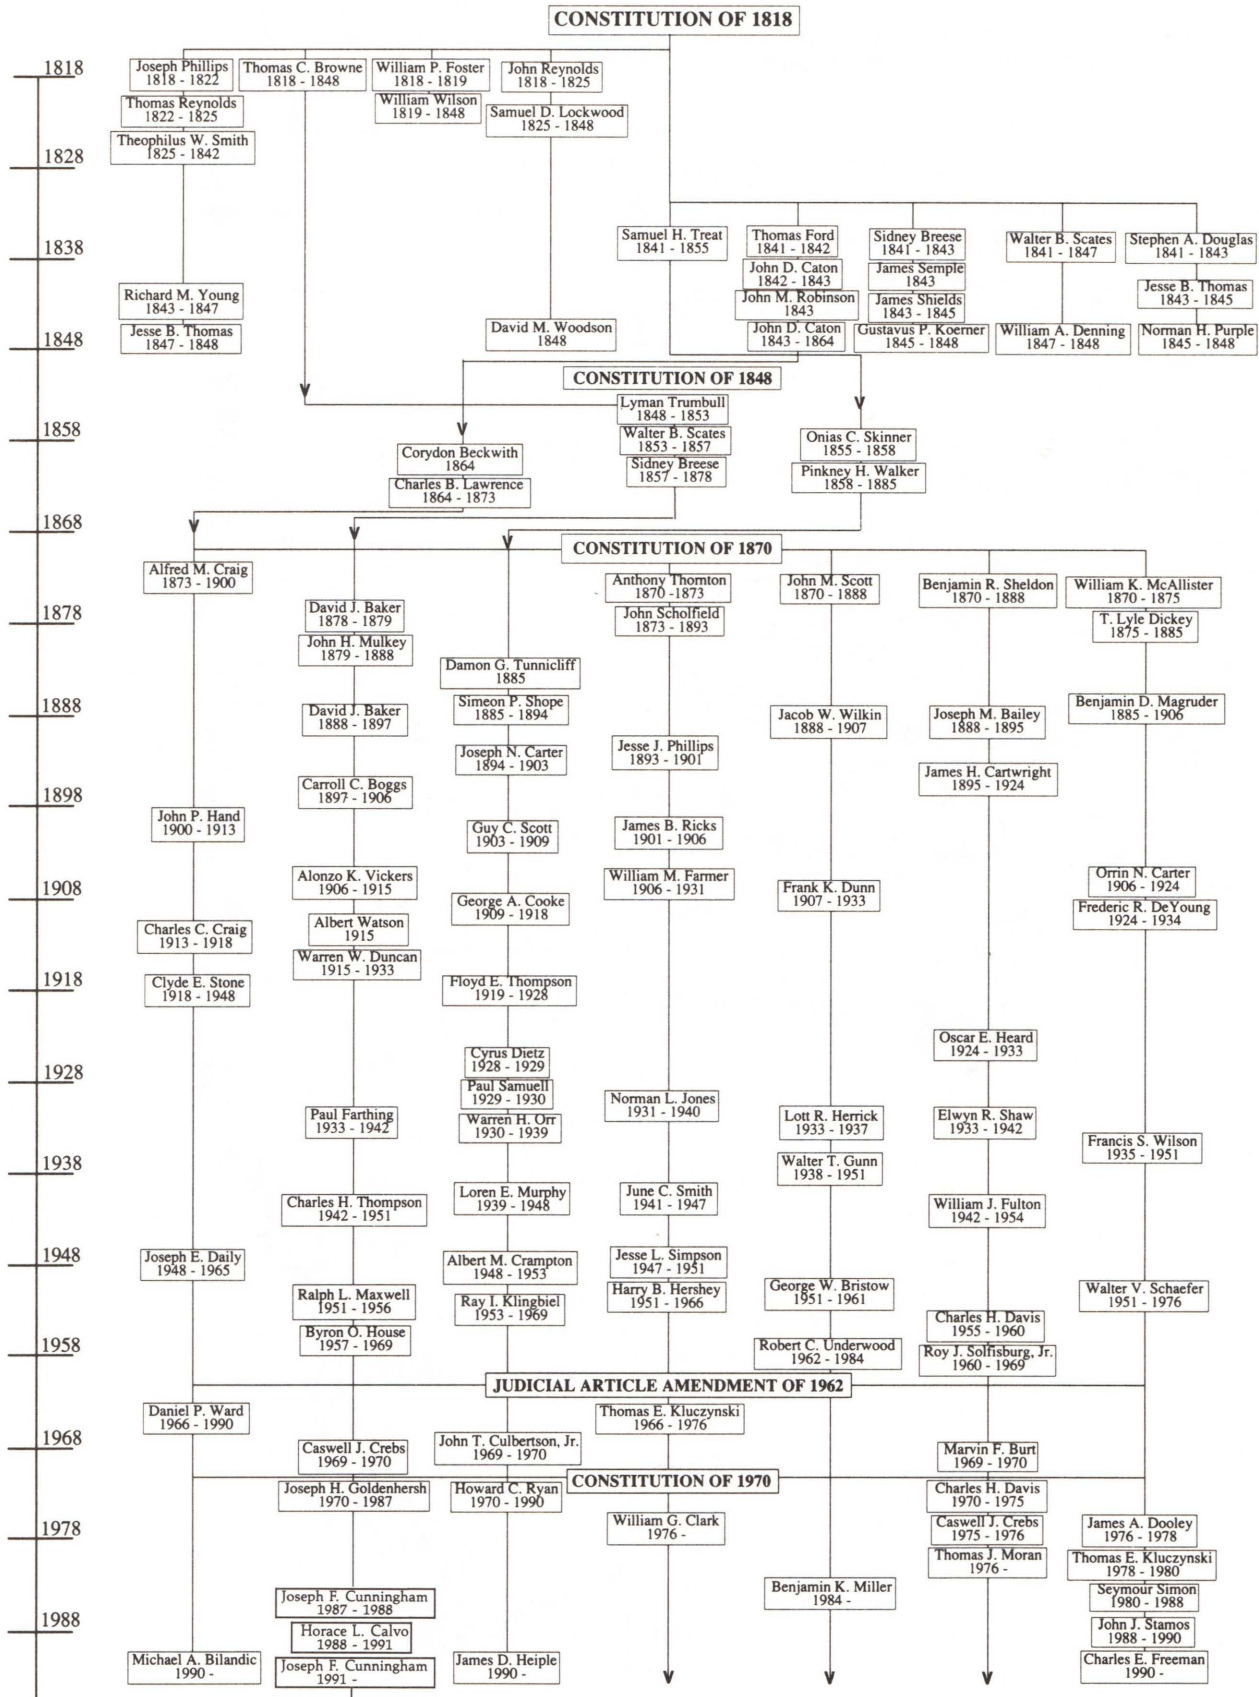 CONSTITUTION OF 1818
1818
Joseph Phillips
1818 - 1822
Thomas C. Browne
1818 - 1848
William P. Foster
1818 - 1819
John Reynolds
1818 - 1825
Thomas Reynolds
1822 - 1825
William Wilson
1819 - 1848
Samuel D. Lockwood
1825 - 1848
Theophilus W. Smith
1825 - 1842
1828
Samuel H. Treat
1841 - 1855
Thomas Ford
1841 - 1842
Sidney Breese
1841 - 1843
Walter B. Scates
1841 - 1847
Stephen A. Douglas
1841 - 1843
1838
John D. Caton
1842 - 1843
James Semple
1843
Richard M. Young
1843 - 1847
John M. Robinson
1843
James Shields
1843 - 1845
Jesse B. Thomas
1843 - 1845
Jesse B. Thomas
1847 - 1848
David M. Woodson
1848
John D. Caton
1843 - 1864
Gustavus P. Koerner
1845 - 1848
William A. Denning
1847 - 1848
Norman H. Purple
1845 - 1848
1848
CONSTITUTION OF 1848
Lyman Trumbull
1848 - 1853
1858
Walter B. Scates
1853 - 1857
Onias C. Skinner
1855 - 1858
Corydon Beckwith
1864
Sidney Breese
1857 - 1878
Pinkney H. Walker
1858 - 1885
Charles B. Lawrence
1864 - 1873
1868
CONSTITUTION OF 1870
Alfred M. Craig
1873 - 1900
Anthony Thornton
1870 -1873
John M. Scott
1870 - 1888
Benjamin R. Sheldon
1870 - 1888
William K. McAllister
1870 - 1875
1878
David J. Baker
1878 - 1879
John Scholfield
1873 - 1893
T. Lyle Dickey
1875 - 1885
John H. Mulkey
1879 - 1888
Damon G. Tunnicliff
1885
1888
David J. Baker
1888 - 1897
Simeon P. Shope
1885 - 1894
Jacob W. Wilkin
1888 - 1907
Joseph M. Bailey
1888 - 1895
Benjamin D. Magruder
1885 - 1906
Joseph N. Carter
1894 - 1903
Jesse J. Phillips
1893 - 1901
Carroll C. Boggs
1897 - 1906
James H. Cartwright
1895 - 1924
1898
John P. Hand
1900 - 1913
Guy C. Scott
1903 - 1909
James B. Ricks
1901 - 1906
Alonzo K. Vickers
1906 - 1915
William M. Farmer
1906 - 1931
Orrin N. Carter
1906 - 1924
1908
George A. Cooke
1909 - 1918
Frank K. Dunn
1907 - 1933
Frederic R. DeYoung
1924 - 1934
Charles C. Craig
1913 - 1918
Albert Watson
1915
Warren W. Duncan
1915 - 1933
1918
Clyde E. Stone
1918 - 1948
Floyd E. Thompson
1919 - 1928
Oscar E. Heard
1924 - 1933
Cyrus Dietz
1928 - 1929
1928
Paul Samuell
1929 - 1930
Norman L. Jones
1931 - 1940
Paul Farthing
1933 - 1942
Warren H. Orr
1930 - 1939
Lott R. Herrick
1933 - 1937
Elwyn R. Shaw
1933 - 1942
Francis S. Wilson
1935 - 1951
1938
Walter T. Gunn
1938 - 1951
Charles H. Thompson
1942 - 1951
Loren E. Murphy
1939 - 1948
June C. Smith
1941 - 1947
William J. Fulton
1942 - 1954
1948
Joseph E. Daily
1948 - 1965
Albert M. Crampton
1948 - 1953
Jesse L. Simpson
1947 - 1951
Ralph L. Maxwell
1951 - 1956
Ray I. Klingbiel
1953 - 1969
Harry B. Hershey
1951 - 1966
George W. Bristow
1951 - 1961
Walter V. Schaefer
1951 - 1976
Charles H. Davis
1955 - 1960
1958
Byron O. House
1957 - 1969
Robert C. Underwood
1962 - 1984
Roy J. Solfisburg, Jr.
1960 - 1969
JUDICIAL ARTICLE AMENDMENT OF 1962
Daniel P. Ward
1966 - 1990
Thomas E. Kluczynski
1966 - 1976
1968
Caswell J. Crebs
1969 - 1970
John T. Culbertson, Jr.
1969 - 1970
Marvin F. Burt
1969 - 1970
CONSTITUTION OF 1970
Joseph H. Goldenhersh
1970 - 1987
Howard C. Ryan
1970 - 1990
Charles H. Davis
1970 - 1975
William G. Clark
1976 -
Caswell J. Crebs
1975 - 1976
James A. Dooley
1976 - 1978
1978
Thomas J. Moran
1976 -
Thomas E. Kluczynski
1978 - 1980
Joseph F. Cunningham
1987 - 1988
Benjamin K. Miller
1984 -
Seymour Simon
1980 - 1988
1988
Horace L. Calvo
1988 - 1991
John J. Stamos
1988 - 1990
Michael A. Bilandic
1990 -
Joseph F. Cunningham
1991 -
James D. Heiple
1990 -
Charles E. Freeman
1990 -